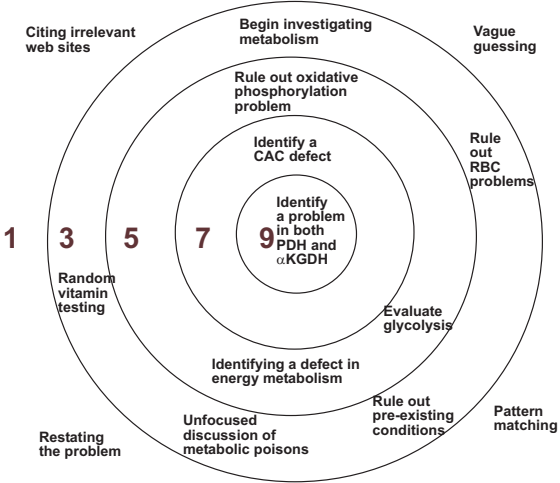 Citing irrelevant
web sites
Begin investigating
metabolism
Vague
guessing
Rule out oxidative
phosphorylation
problem
Identify a
CAC defect
Rule
out
RBC
problems
Identify
a problem
in both
PDH and
αKGDH
1
3
5
7
9
Random
vitamin
testing
Evaluate
glycolysis
Identifying a defect in
energy metabolism
Rule out
pre-existing
conditions
Pattern
matching
Unfocused
discussion of
metabolic poisons
Restating
the problem